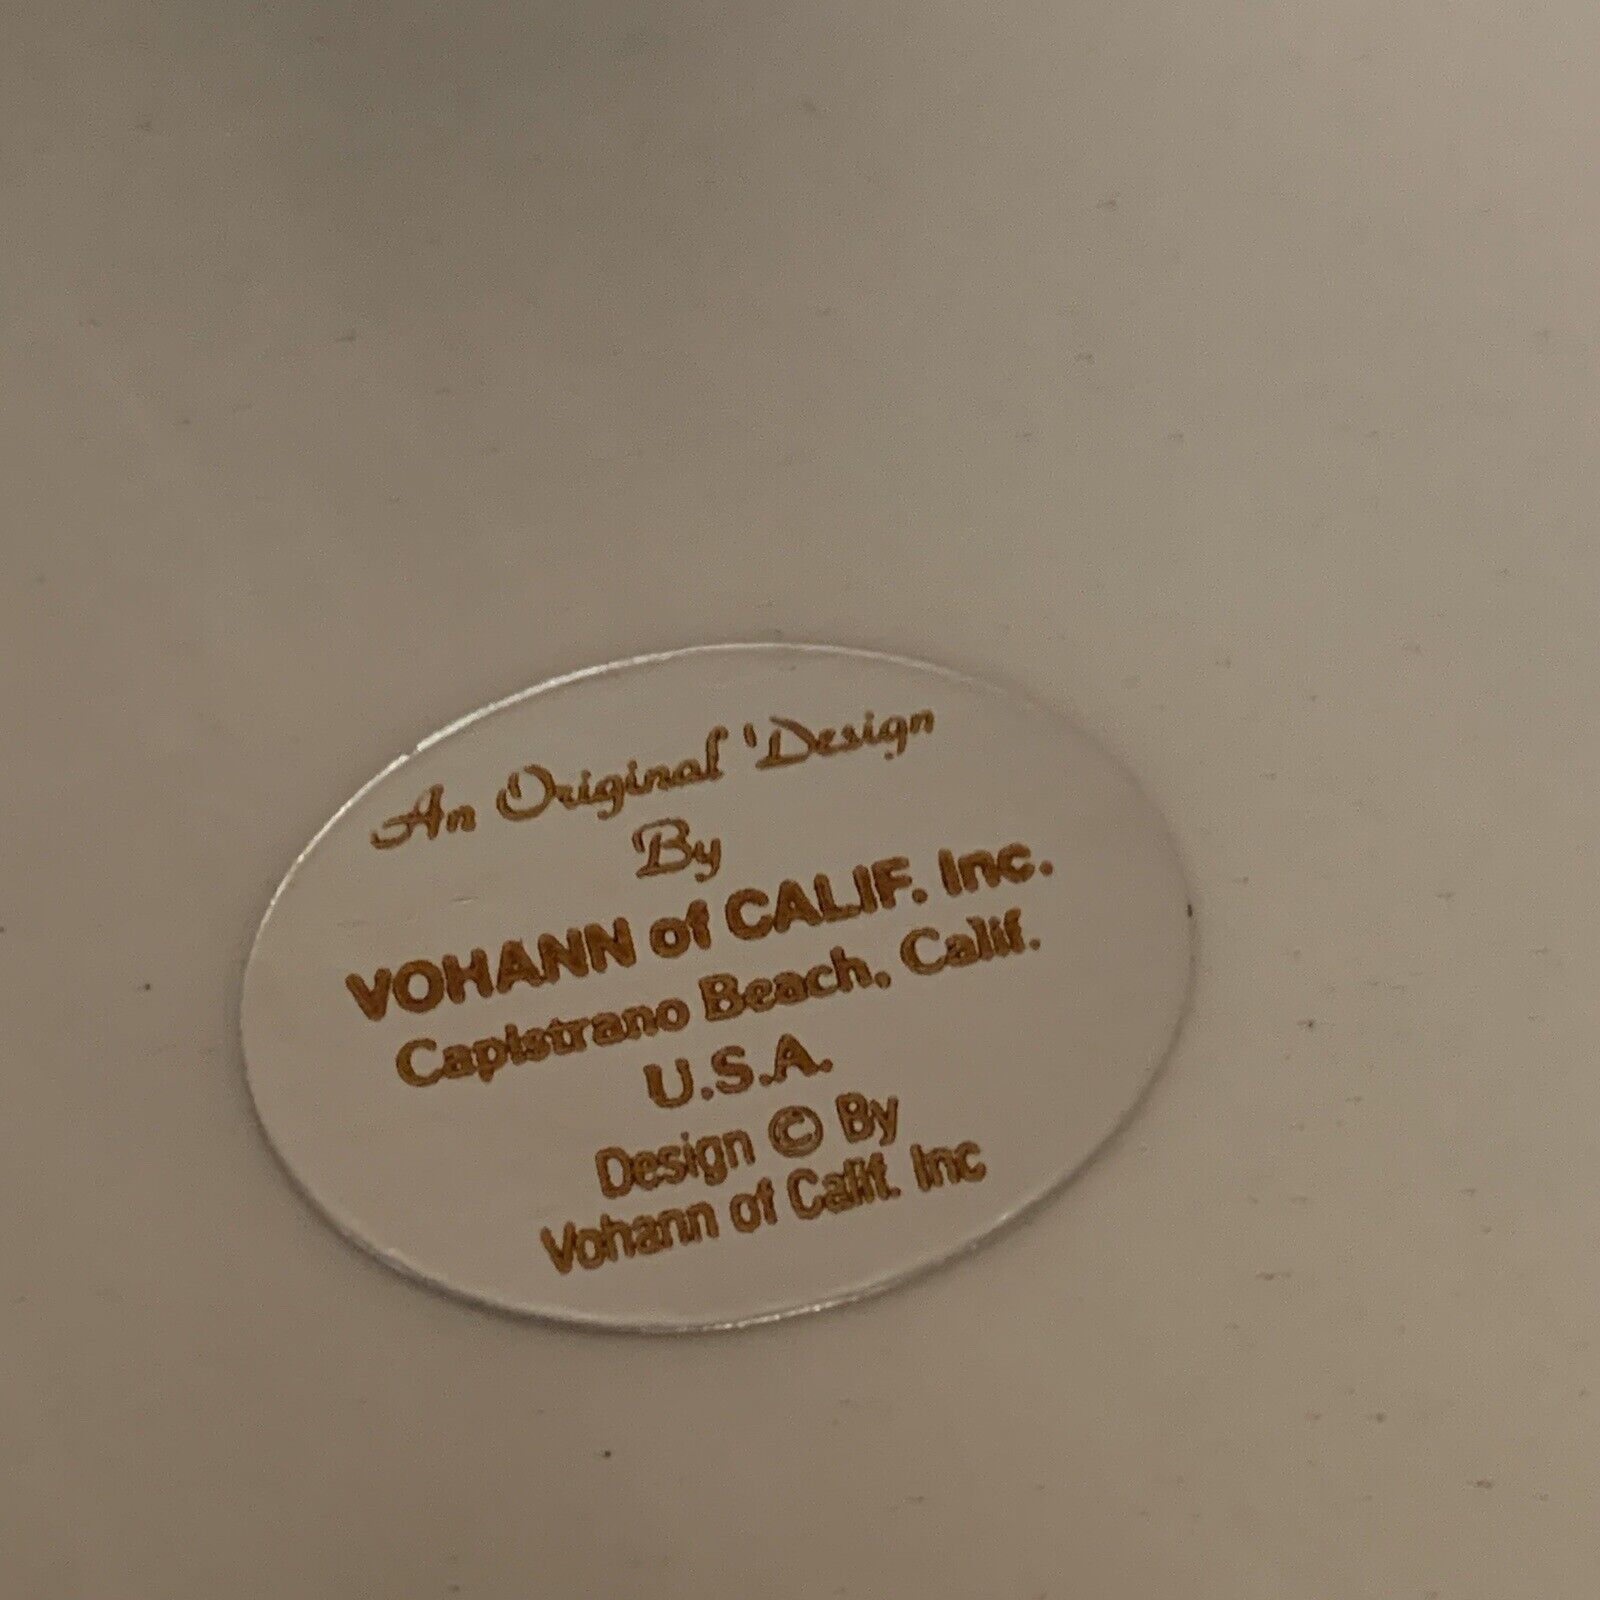 An Original Design
By
VOHANN of CALIF. Inc.
Capistrano Beach, Calif.
U.S.A.
Design © By
Vohann of Calif. Inc